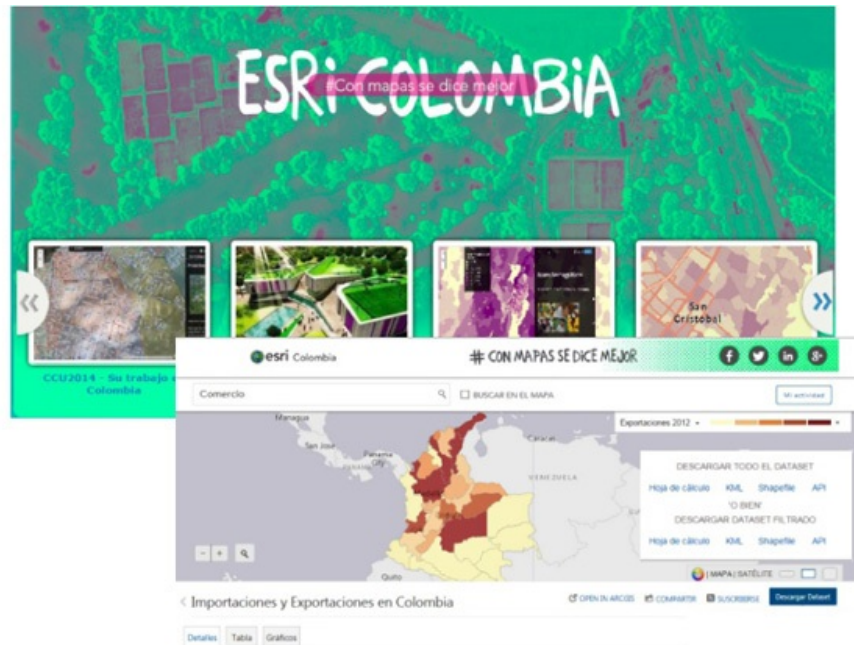 ESRI COLOMBIA
#Con mapas se dice mejor
San
Cristobal
CCU2014 - Su trabajo
Colombia
esri Colombia
# CON MAPAS SE DICE MEJOR
Comercio
BUSCAR EN EL MAPA
Mi actividad
Managua
San José
Panama
City
PANAMA
Caracas
VENEZUELA
Quito
Exportaciones 2012
DESCARGAR TODO EL DATASET
Hoja de cálculo KML Shapefile API
'O BIEN'
DESCARGAR DATASET FILTRADO
Hoja de cálculo KML Shapefile API
MAPA | SATÉLITE
< Importaciones y Exportaciones en Colombia
OPEN IN ARCGIS COMPARTIR SUSCRIBIRSE Descargar Dataset
Detalles Tabla Gráficos